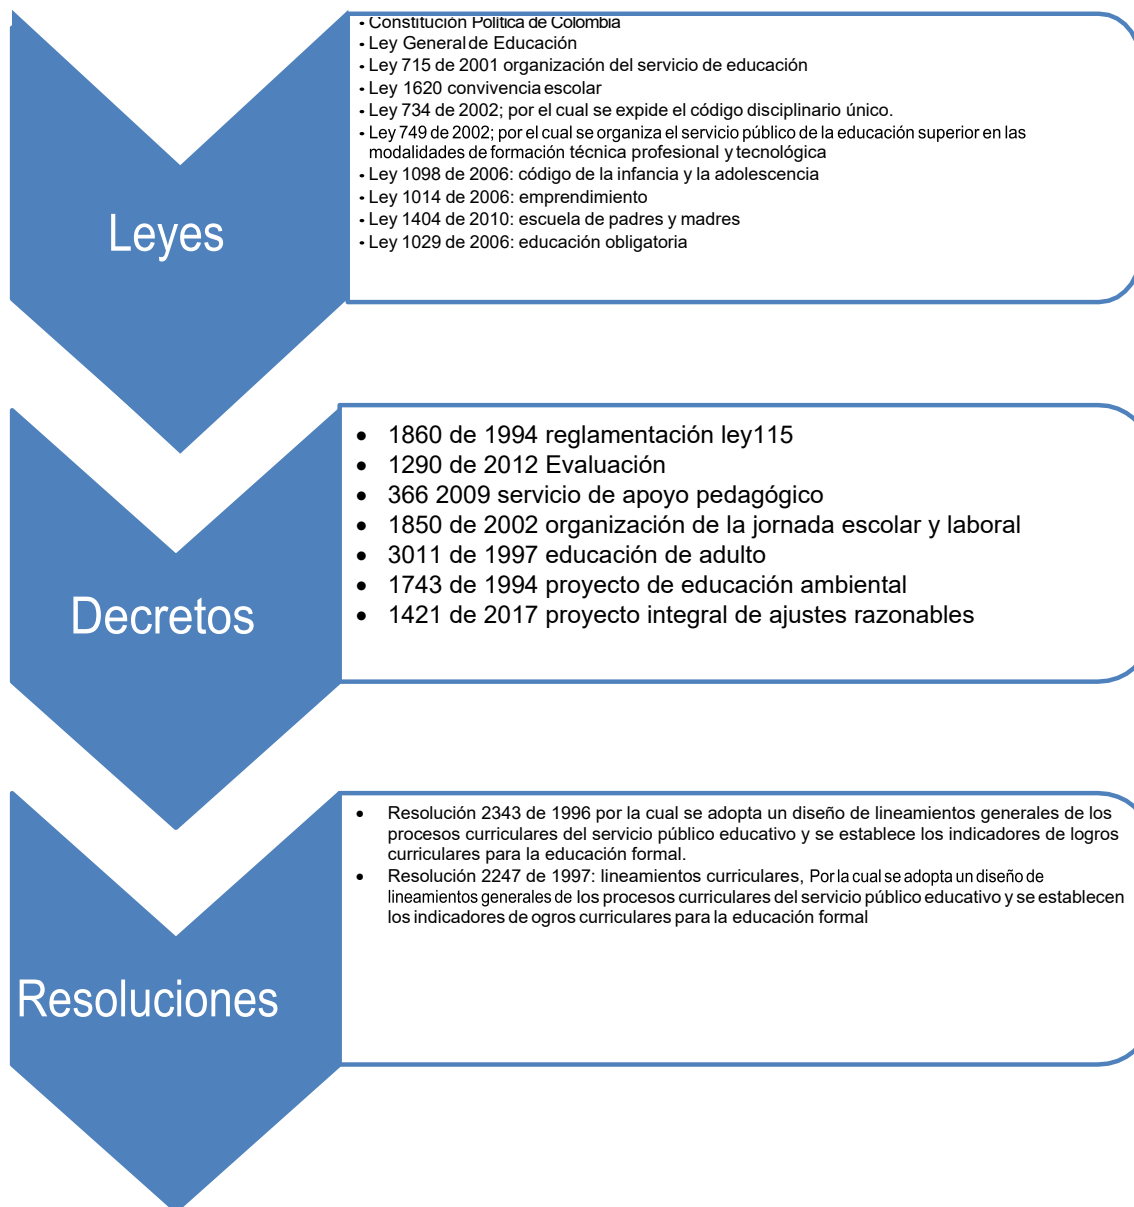 • Constitución Política de Colombia
• Ley General de Educación
• Ley 715 de 2001 organización del servicio de educación
• Ley 1620 convivencia escolar
• Ley 734 de 2002; por el cual se expide el código disciplinario único.
• Ley 749 de 2002; por el cual se organiza el servicio público de la educación superior en las
modalidades de formación técnica profesional y tecnológica
• Ley 1098 de 2006: código de la infancia y la adolescencia
• Ley 1014 de 2006: emprendimiento
• Ley 1404 de 2010: escuela de padres y madres
• Ley 1029 de 2006: educación obligatoria
Leyes
• 1860 de 1994 reglamentación ley115
• 1290 de 2012 Evaluación
• 366 2009 servicio de apoyo pedagógico
• 1850 de 2002 organización de la jornada escolar y laboral
• 3011 de 1997 educación de adulto
• 1743 de 1994 proyecto de educación ambiental
• 1421 de 2017 proyecto integral de ajustes razonables
Decretos
• Resolución 2343 de 1996 por la cual se adopta un diseño de lineamientos generales de los
procesos curriculares del servicio público educativo y se establece los indicadores de logros
curriculares para la educación formal.
• Resolución 2247 de 1997: lineamientos curriculares, Por la cual se adopta un diseño de
lineamientos generales de los procesos curriculares del servicio público educativo y se establecen
los indicadores de ogros curriculares para la educación formal
Resoluciones